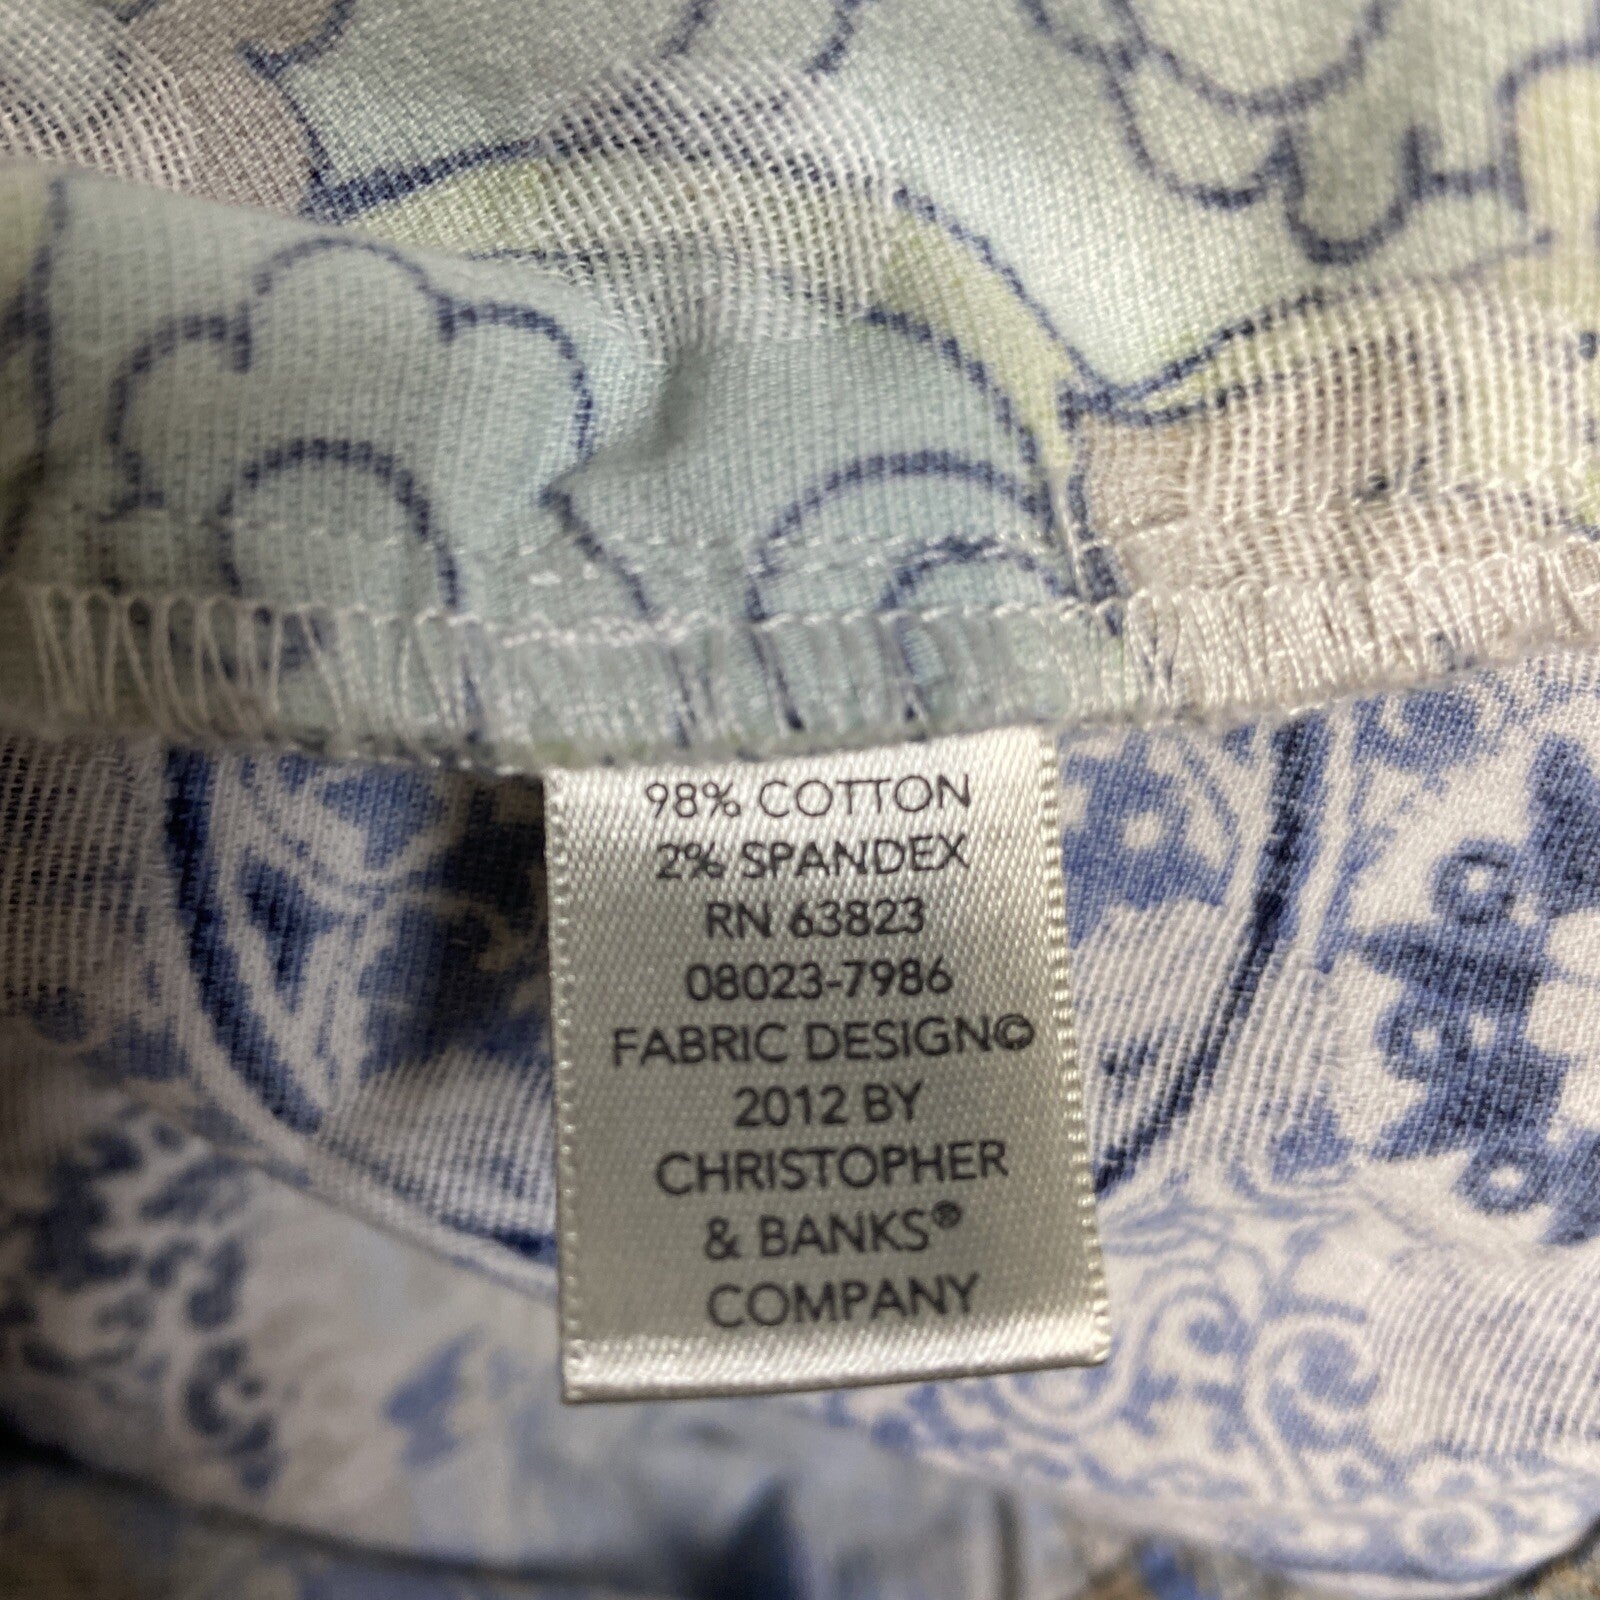 98% COTTON
2% SPANDEX
RN 63823
08023-7986
FABRIC DESIGN©
2012 BY
CHRISTOPHER
& BANKS®
COMPANY